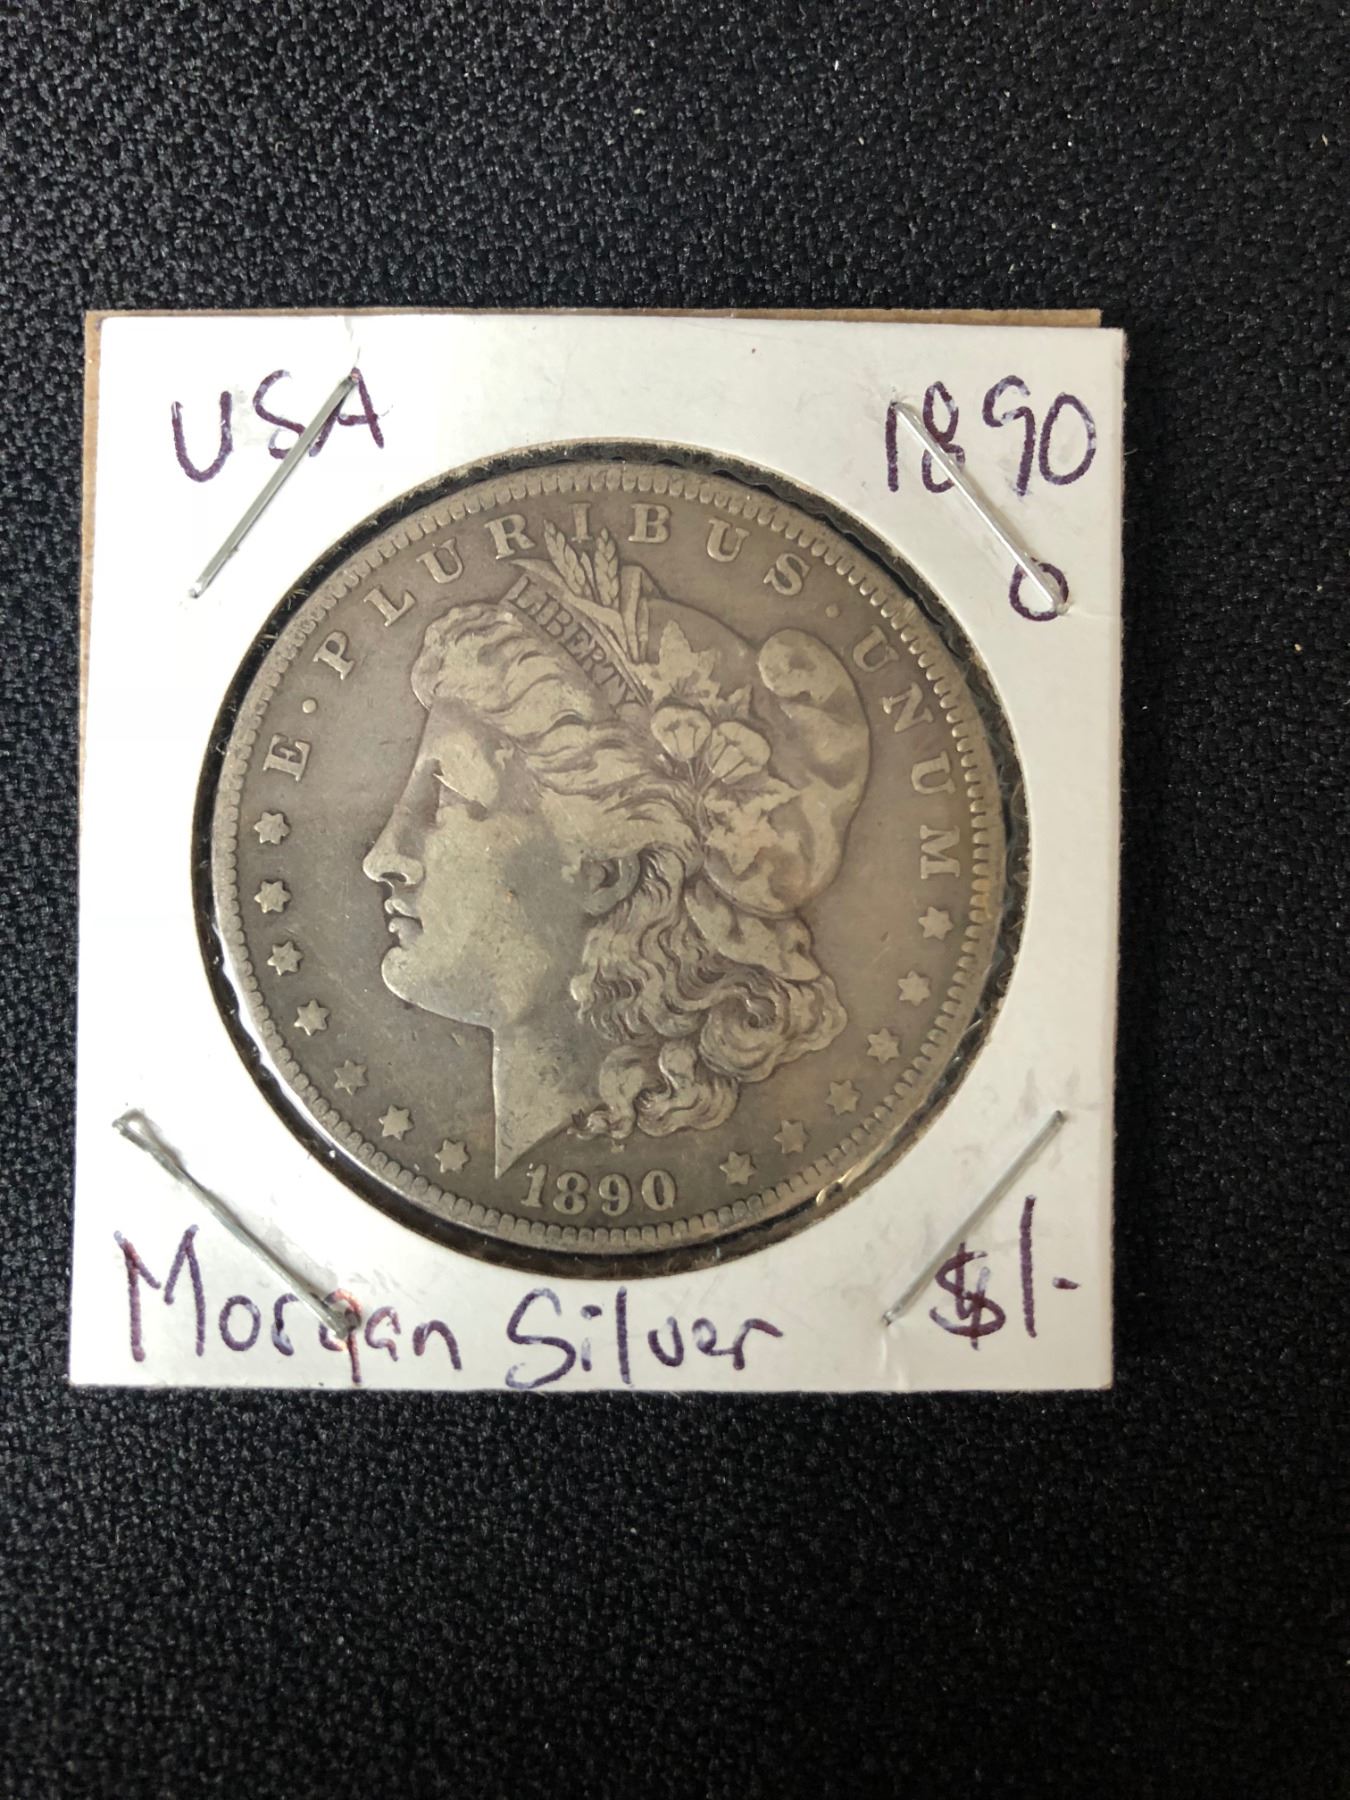 USA
1890
O
E · PLURIBUS · UNUM
LIBERTY
1890
Morgan Silver
$1-